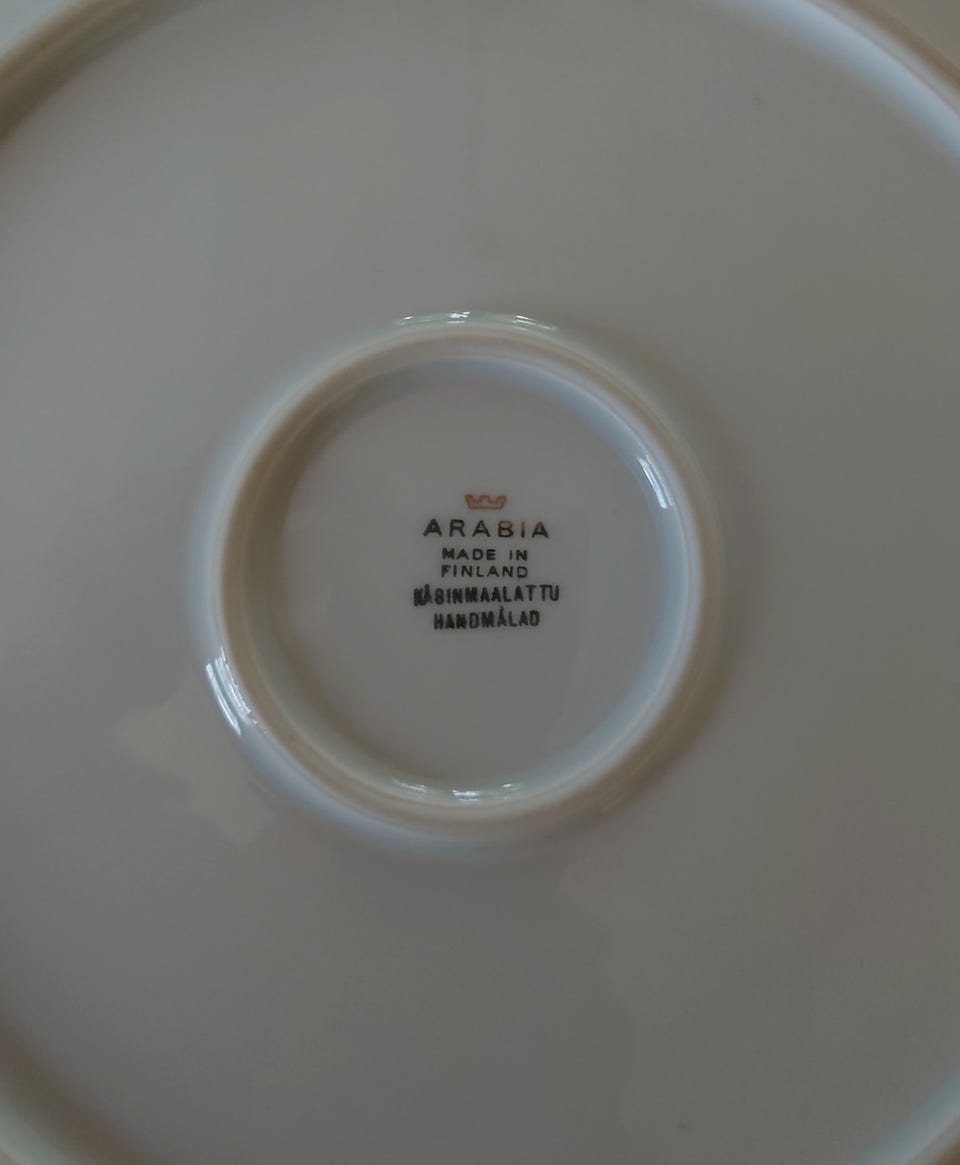 ARABIA
MADE IN
FINLAND
KÄSINMAALATTU
HANDMÅLAD